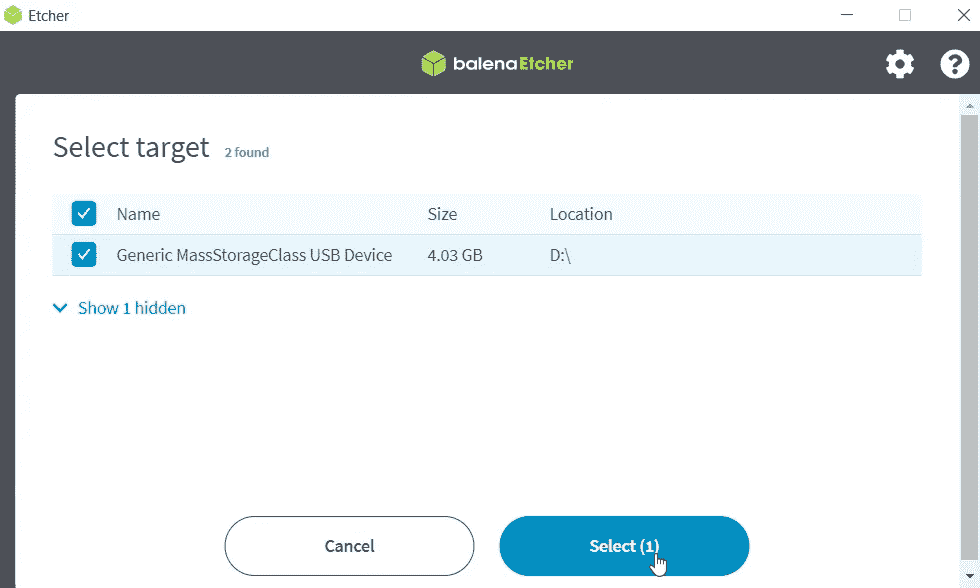 Etcher
balenaEtcher
Select target 2 found
Name Size Location
Generic MassStorageClass USB Device 4.03 GB D:\
Show 1 hidden
Cancel Select (1)